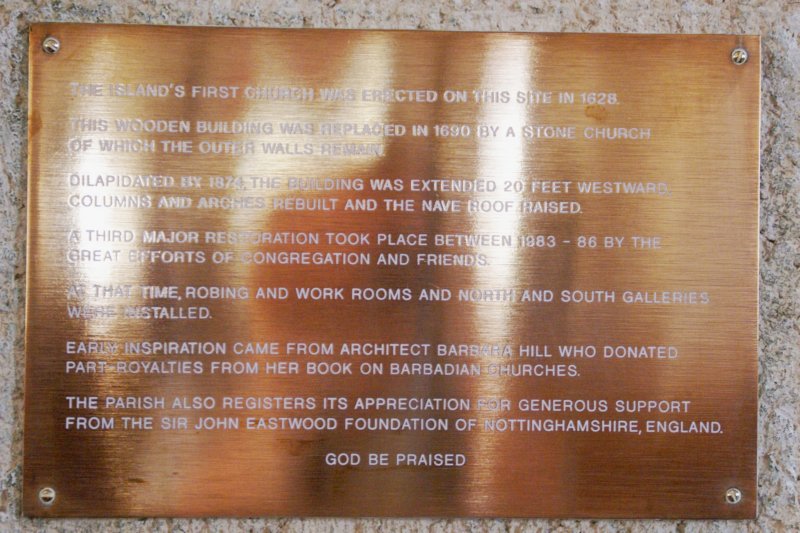 THE ISLAND'S FIRST CHURCH WAS ERECTED ON THIS SITE IN 1628.
THIS WOODEN BUILDING WAS REPLACED IN 1690 BY A STONE CHURCH
OF WHICH THE OUTER WALLS REMAIN.
DILAPIDATED BY 1874, THE BUILDING WAS EXTENDED 20 FEET WESTWARD,
COLUMNS AND ARCHES REBUILT AND THE NAVE ROOF RAISED.
A THIRD MAJOR RESTORATION TOOK PLACE BETWEEN 1983 - 86 BY THE
GREAT EFFORTS OF CONGREGATION AND FRIENDS.
AT THAT TIME, ROBING AND WORK ROOMS AND NORTH AND SOUTH GALLERIES
WERE INSTALLED.
EARLY INSPIRATION CAME FROM ARCHITECT BARBARA HILL WHO DONATED
PART-ROYALTIES FROM HER BOOK ON BARBADIAN CHURCHES.
THE PARISH ALSO REGISTERS ITS APPRECIATION FOR GENEROUS SUPPORT
FROM THE SIR JOHN EASTWOOD FOUNDATION OF NOTTINGHAMSHIRE, ENGLAND.
GOD BE PRAISED